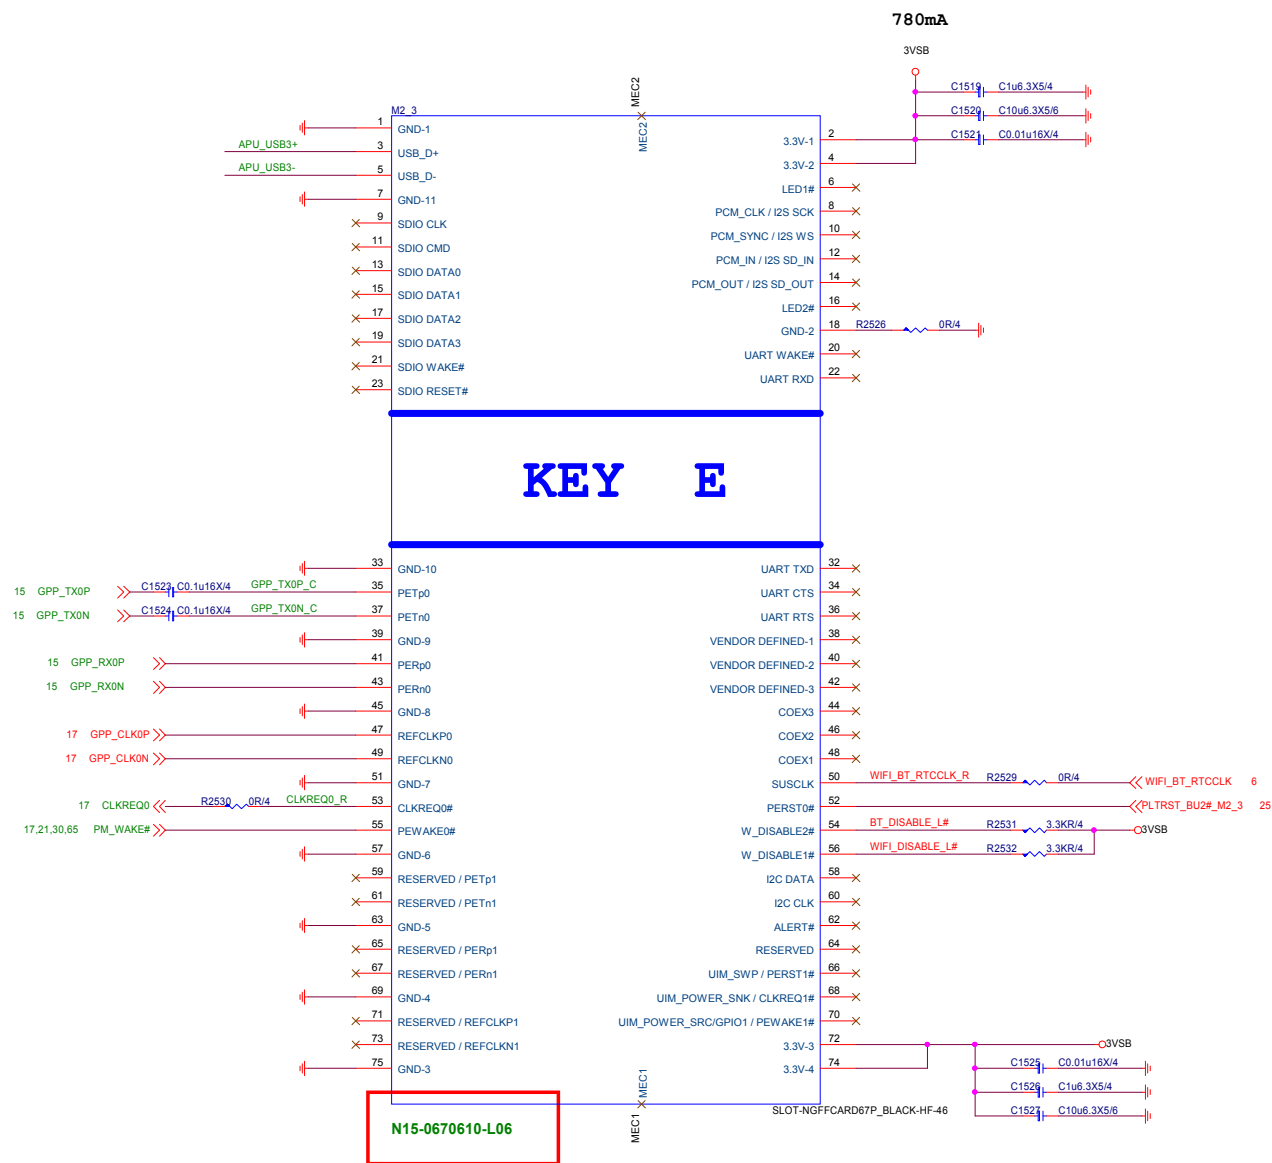 780mA
3VSB
C1519 C1u6.3X5/4
C1520 C10u6.3X5/6
C1521 C0.01u16X/4
MEC2
MEC2
M2_3
1 GND-1
APU_USB3+ 3 USB_D+
APU_USB3- 5 USB_D-
7 GND-11
9 SDIO CLK
11 SDIO CMD
13 SDIO DATA0
15 SDIO DATA1
17 SDIO DATA2
19 SDIO DATA3
21 SDIO WAKE#
23 SDIO RESET#
3.3V-1 2
3.3V-2 4
LED1# 6
PCM_CLK / I2S SCK 8
PCM_SYNC / I2S WS 10
PCM_IN / I2S SD_IN 12
PCM_OUT / I2S SD_OUT 14
LED2# 16
GND-2 18 R2526 0R/4
UART WAKE# 20
UART RXD 22
KEY E
33 GND-10
15 GPP_TX0P C1523 C0.1u16X/4 GPP_TX0P_C 35 PETp0
15 GPP_TX0N C1524 C0.1u16X/4 GPP_TX0N_C 37 PETn0
39 GND-9
15 GPP_RX0P 41 PERp0
15 GPP_RX0N 43 PERn0
45 GND-8
17 GPP_CLK0P 47 REFCLKP0
17 GPP_CLK0N 49 REFCLKN0
51 GND-7
17 CLKREQ0 R2530 0R/4 CLKREQ0_R 53 CLKREQ0#
17,21,30,65 PM_WAKE# 55 PEWAKE0#
57 GND-6
59 RESERVED / PETp1
61 RESERVED / PETn1
63 GND-5
65 RESERVED / PERp1
67 RESERVED / PERn1
69 GND-4
71 RESERVED / REFCLKP1
73 RESERVED / REFCLKN1
75 GND-3
UART TXD 32
UART CTS 34
UART RTS 36
VENDOR DEFINED-1 38
VENDOR DEFINED-2 40
VENDOR DEFINED-3 42
COEX3 44
COEX2 46
COEX1 48
SUSCLK 50 WIFI_BT_RTCCLK_R R2529 0R/4 WIFI_BT_RTCCLK 6
PERST0# 52 PLTRST_BU2#_M2_3 25
W_DISABLE2# 54 BT_DISABLE_L# R2531 3.3KR/4 3VSB
W_DISABLE1# 56 WIFI_DISABLE_L# R2532 3.3KR/4
I2C DATA 58
I2C CLK 60
ALERT# 62
RESERVED 64
UIM_SWP / PERST1# 66
UIM_POWER_SNK / CLKREQ1# 68
UIM_POWER_SRC/GPIO1 / PEWAKE1# 70
3.3V-3 72 3VSB
3.3V-4 74 C1525 C0.01u16X/4
C1526 C1u6.3X5/4
C1527 C10u6.3X5/6
MEC1
MEC1
SLOT-NGFFCARD67P_BLACK-HF-46
N15-0670610-L06